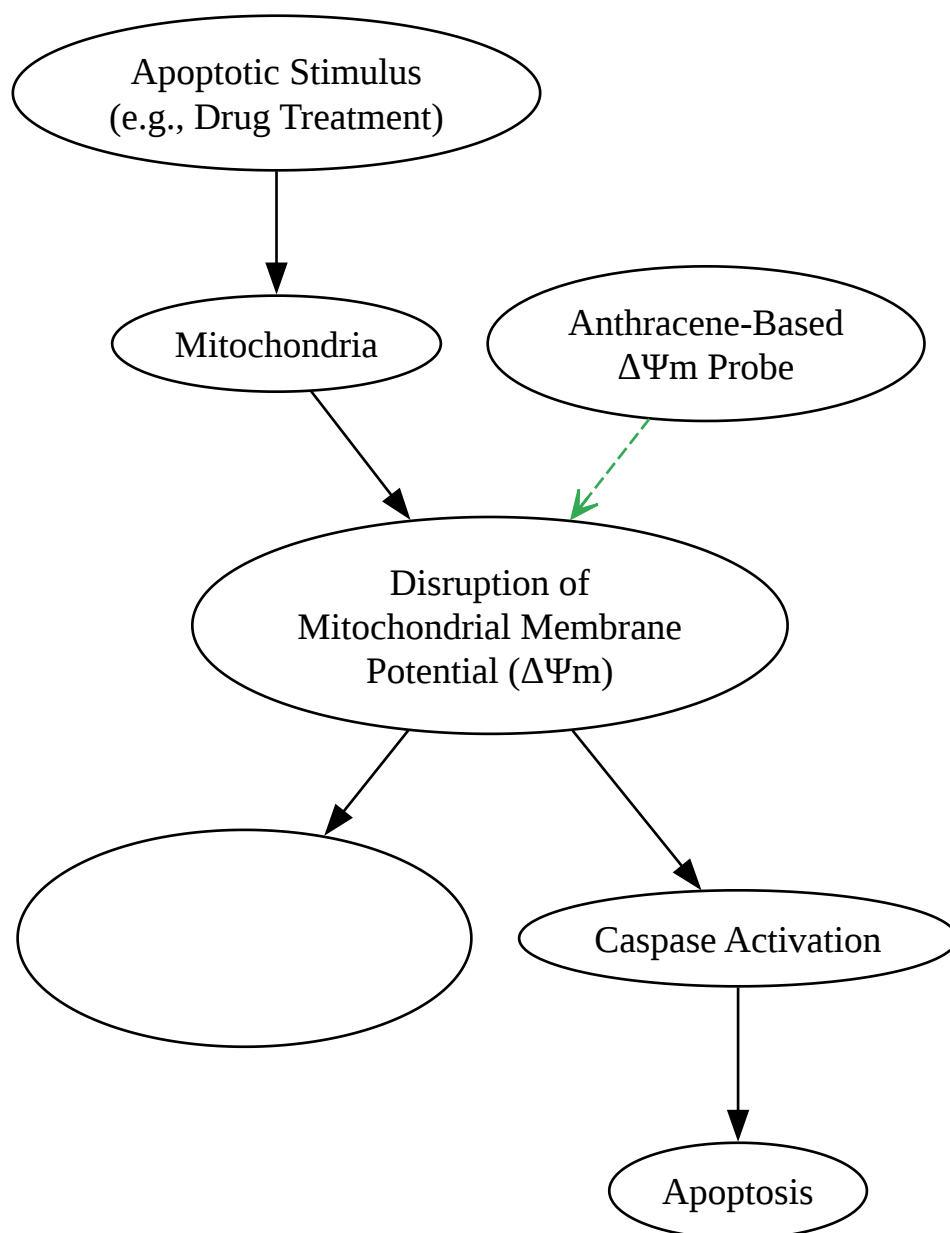 Apoptotic Stimulus
(e.g., Drug Treatment)
Mitochondria
Anthracene-Based
ΔΨm Probe
Disruption of
Mitochondrial Membrane
Potential (ΔΨm)
Caspase Activation
Apoptosis